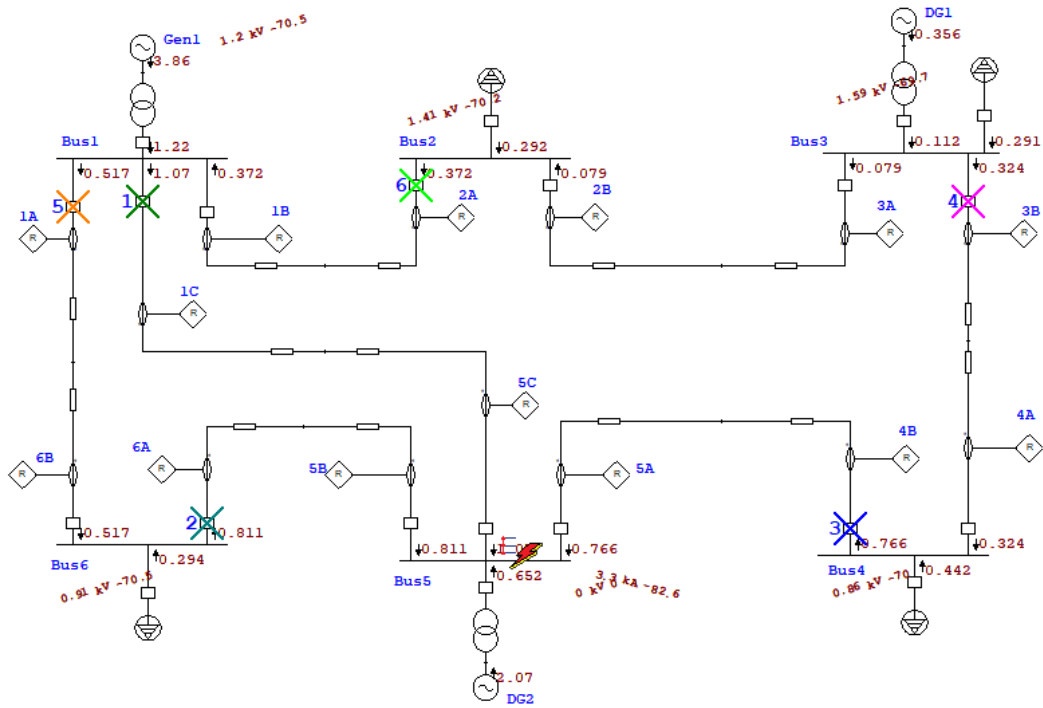 Gen1
1.2 kV -70.5
DG1
3.86
0.356
1.41 kV -70.2
1.59 kV -69.7
Bus1
1.22
Bus2
0.292
Bus3
0.112
0.291
0.517
1.07
0.372
0.372
0.079
0.079
0.324
5
1
6
4
1A
1B
2A
2B
3A
3B
R
R
R
R
R
R
1C
R
5C
R
6B
6A
5B
5A
4B
4A
R
R
R
R
R
R
2
3
0.517
0.811
0.811
0.766
0.766
0.324
Bus6
0.294
Bus5
0.652
Bus4
0.442
0.91 kV -70.5
3.3 kA -82.6
0 kV 0
0.86 kV -70
2.07
DG2